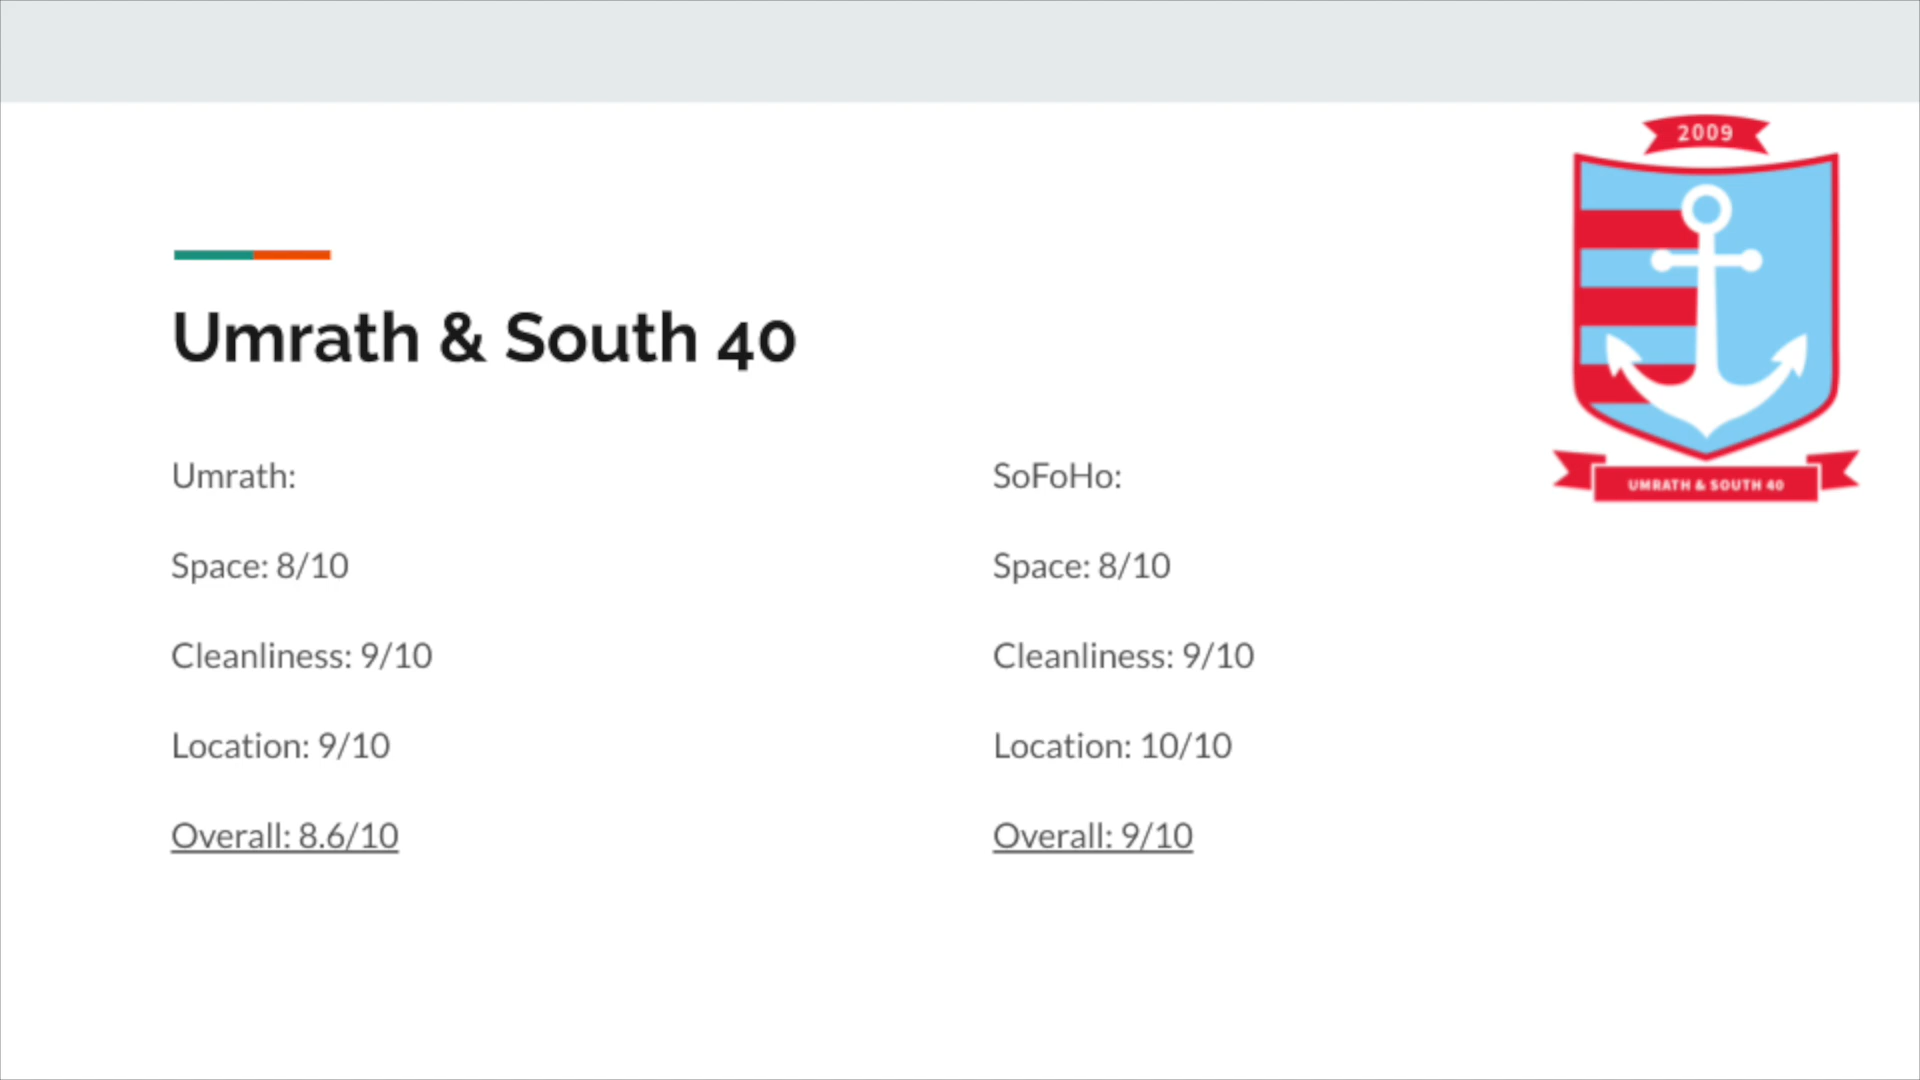 2009
Umrath & South 40
UMRATH & SOUTH 40
Umrath:
Space: 8/10
Cleanliness: 9/10
Location: 9/10
Overall: 8.6/10
SoFoHo:
Space: 8/10
Cleanliness: 9/10
Location: 10/10
Overall: 9/10